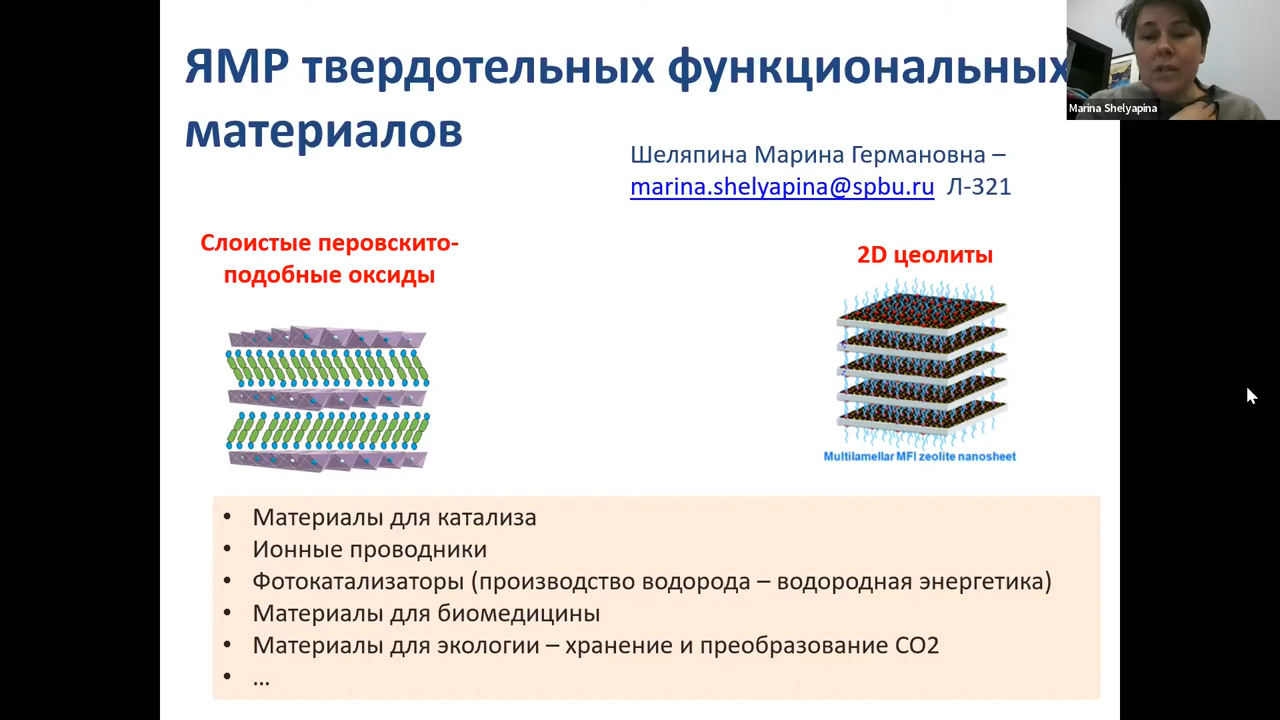 ЯМР твердотельных функциональных
материалов
Marina Shelyapina
Шеляпина Марина Германовна –
marina.shelyapina@spbu.ru Л-321
Слоистые перовскито-
подобные оксиды
2D цеолиты
Multilamellar MFI zeolite nanosheet
• Материалы для катализа
• Ионные проводники
• Фотокатализаторы (производство водорода – водородная энергетика)
• Материалы для биомедицины
• Материалы для экологии – хранение и преобразование СО2
• …